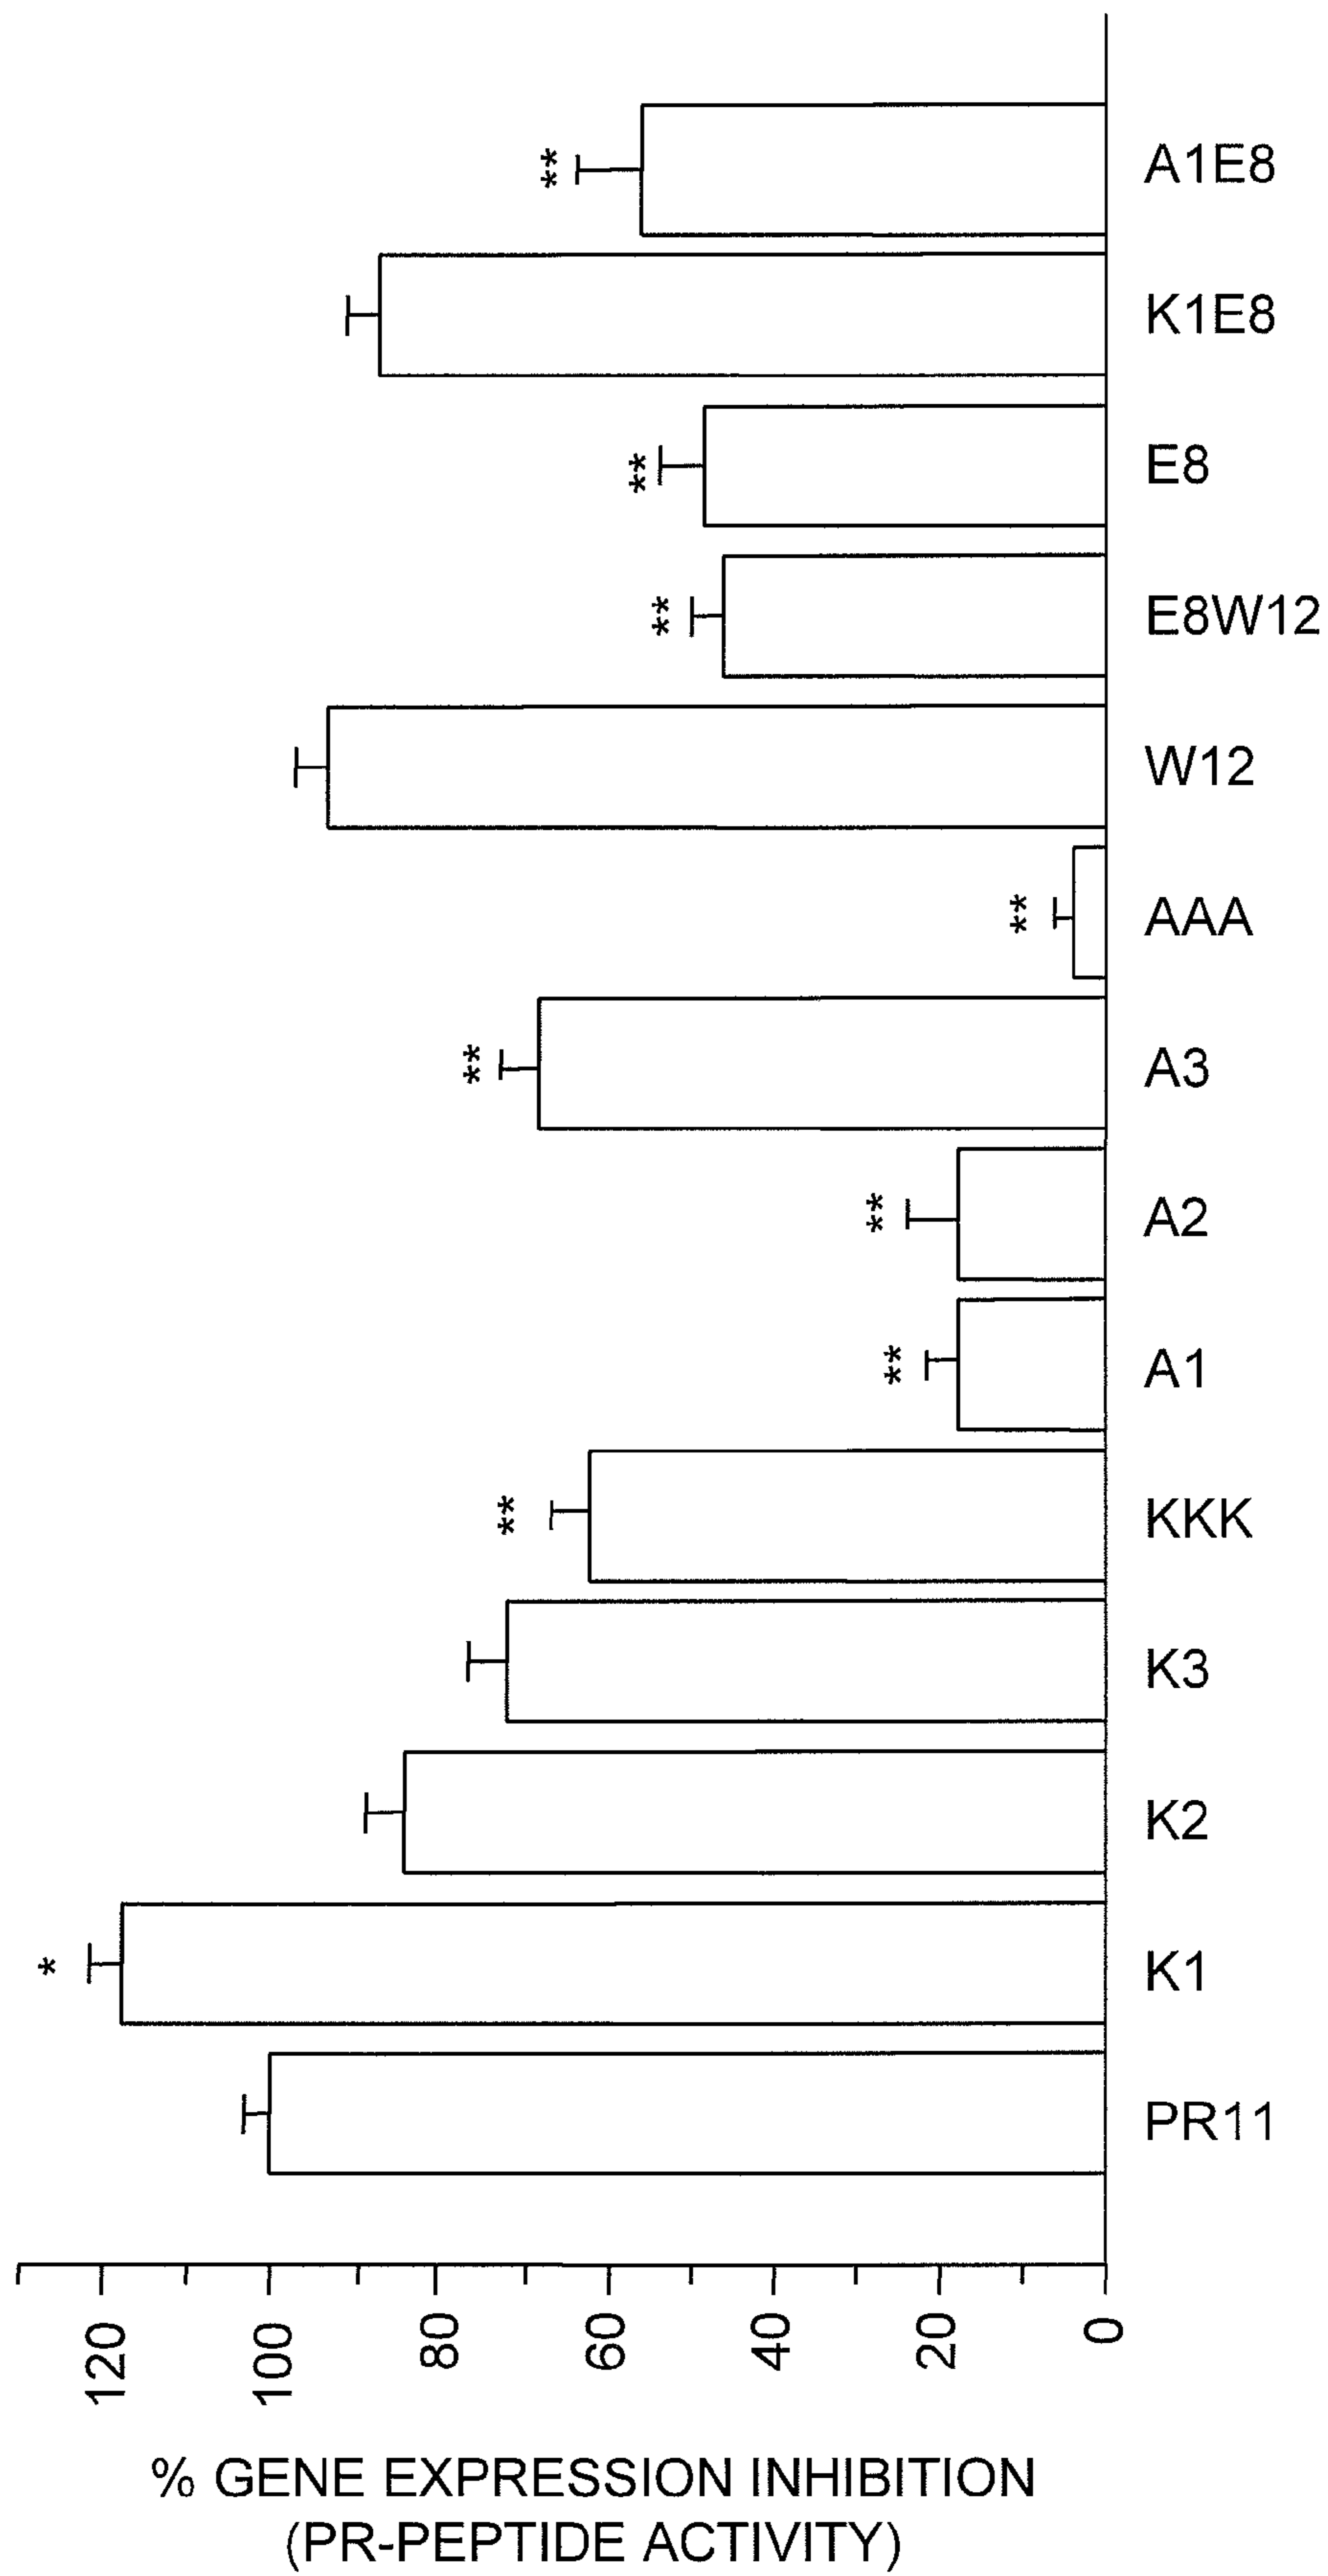 % GENE EXPRESSION INHIBITION
(PR-PEPTIDE ACTIVITY)
120
100
80
60
40
20
0
*
**
**
**
**
**
**
**
**
PR11
K1
K2
K3
KKK
A1
A2
A3
AAA
W12
E8W12
E8
K1E8
A1E8